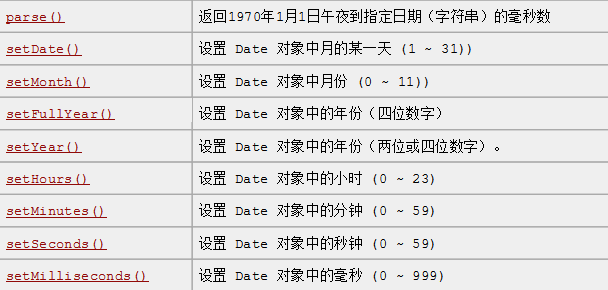 parse() 返回1970年1月1日午夜到指定日期（字符串）的毫秒数
setDate() 设置 Date 对象中月的某一天 (1 ~ 31))
setMonth() 设置 Date 对象中月份 (0 ~ 11))
setFullYear() 设置 Date 对象中的年份（四位数字）
setYear() 设置 Date 对象中的年份（两位或四位数字）。
setHours() 设置 Date 对象中的小时 (0 ~ 23)
setMinutes() 设置 Date 对象中的分钟 (0 ~ 59)
setSeconds() 设置 Date 对象中的秒钟 (0 ~ 59)
setMilliseconds() 设置 Date 对象中的毫秒 (0 ~ 999)